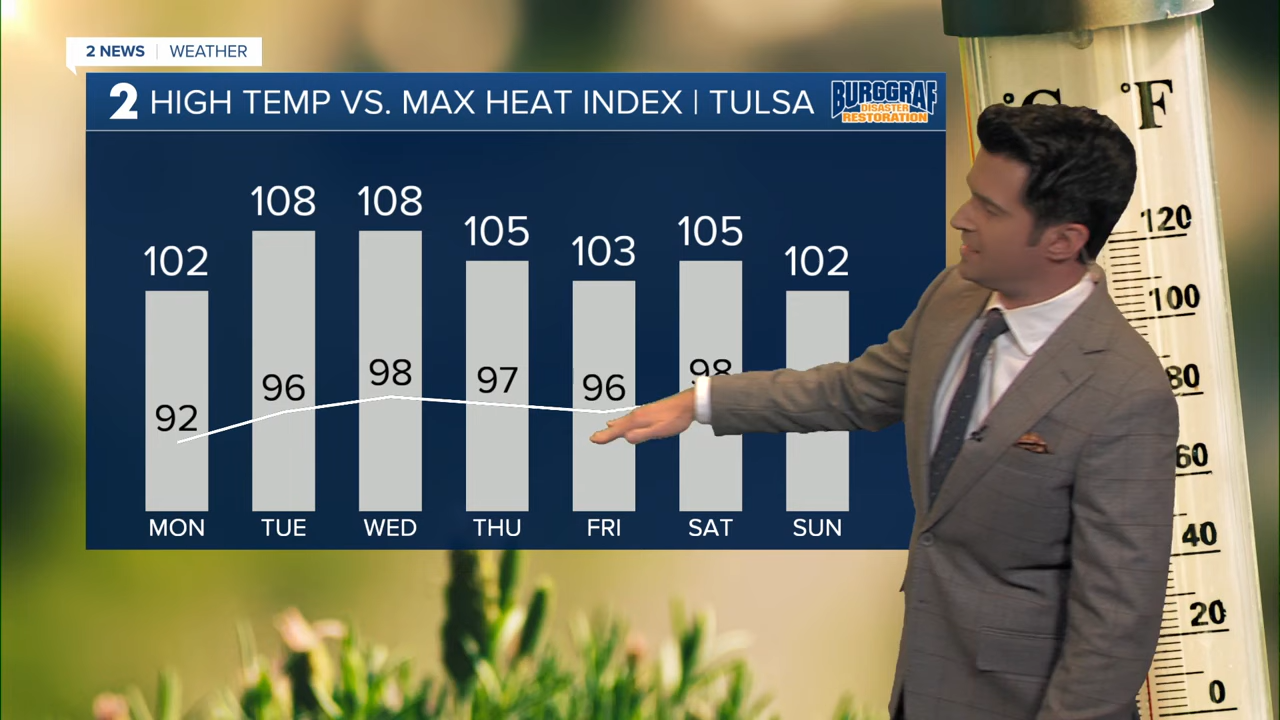 2 NEWS | WEATHER
2 HIGH TEMP VS. MAX HEAT INDEX | TULSA
BURGGRAF
DISASTER
RESTORATION
°C °F
102 108 108 105 103 105 102
92 96 98 97 96 98
MON TUE WED THU FRI SAT SUN
120
100
80
60
40
20
0